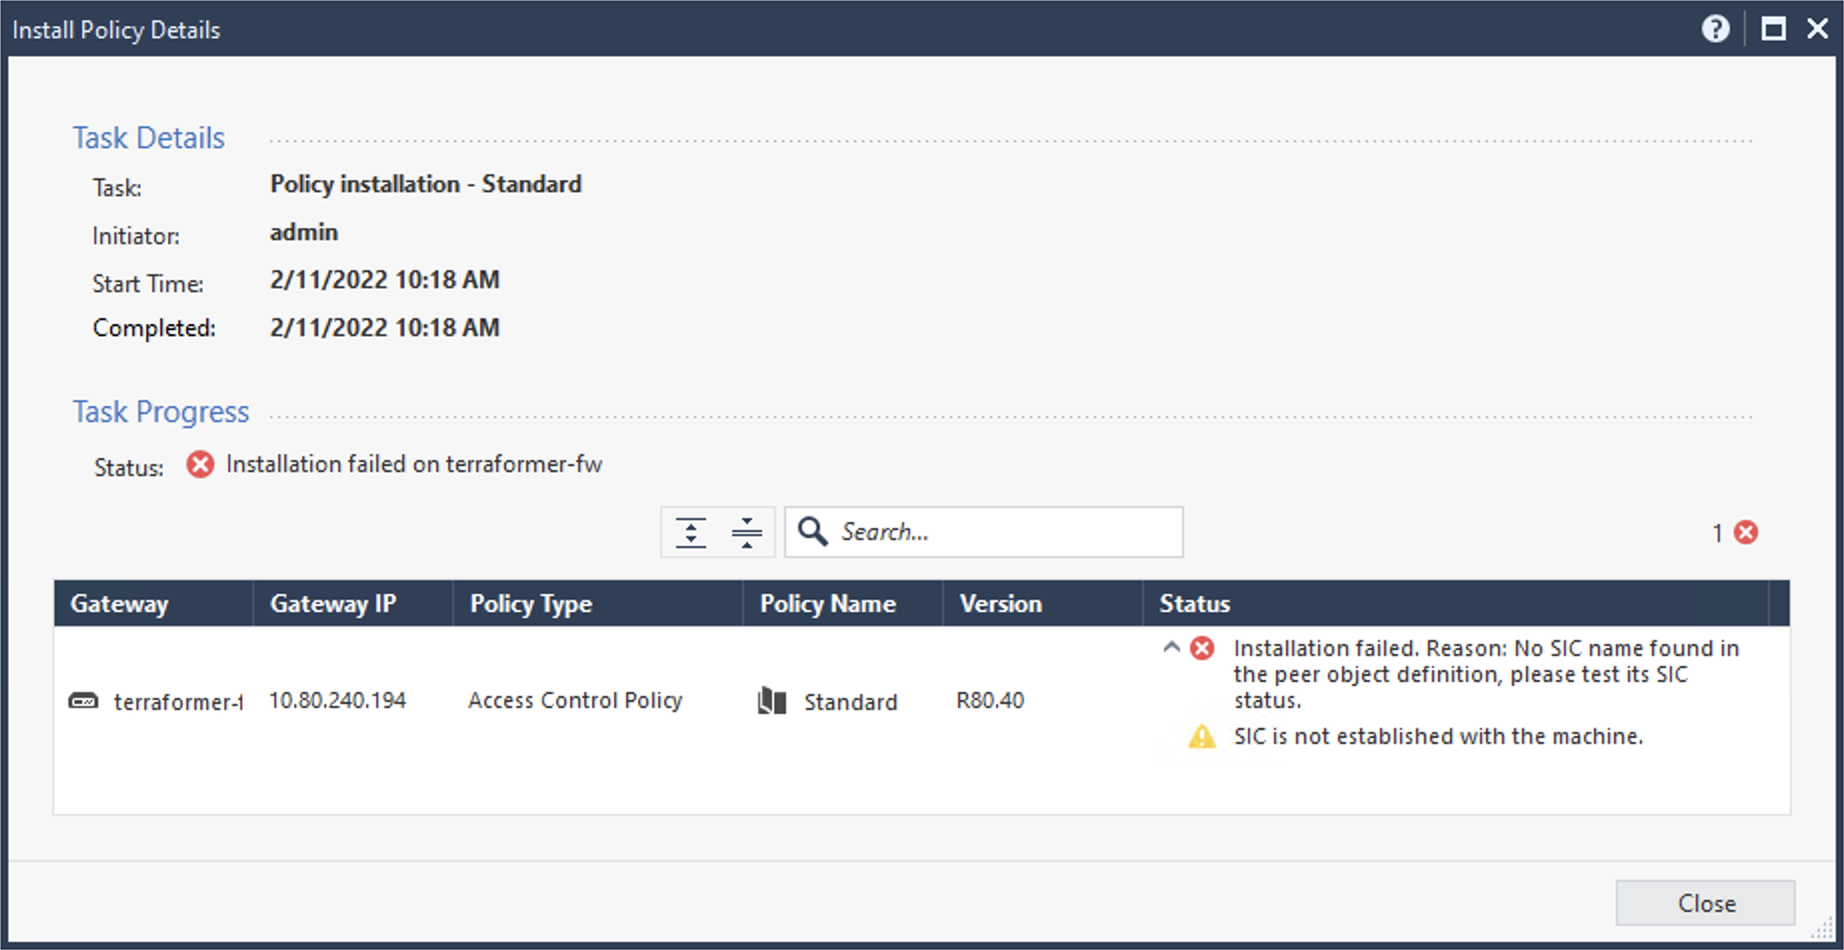 Install Policy Details
Task Details
Task: Policy installation - Standard
Initiator: admin
Start Time: 2/11/2022 10:18 AM
Completed: 2/11/2022 10:18 AM
Task Progress
Status: Installation failed on terraformer-fw
Search...
1
Gateway Gateway IP Policy Type Policy Name Version Status
terraformer-f 10.80.240.194 Access Control Policy Standard R80.40
Installation failed. Reason: No SIC name found in
the peer object definition, please test its SIC
status.
SIC is not established with the machine.
Close